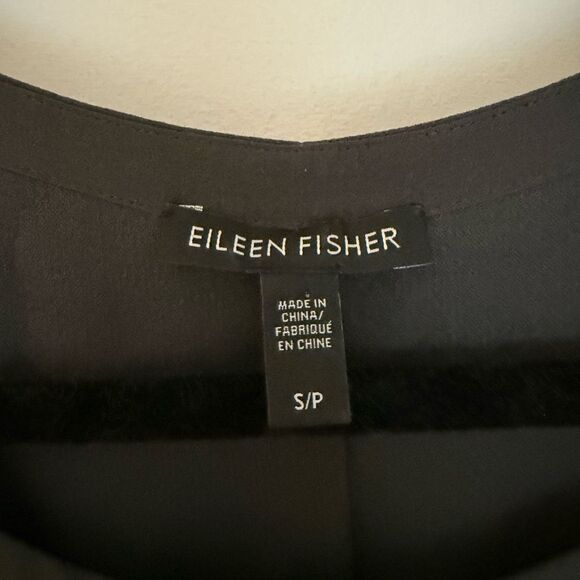 EILEEN FISHER
MADE IN
CHINA/
FABRIQUÉ
EN CHINE
S/P